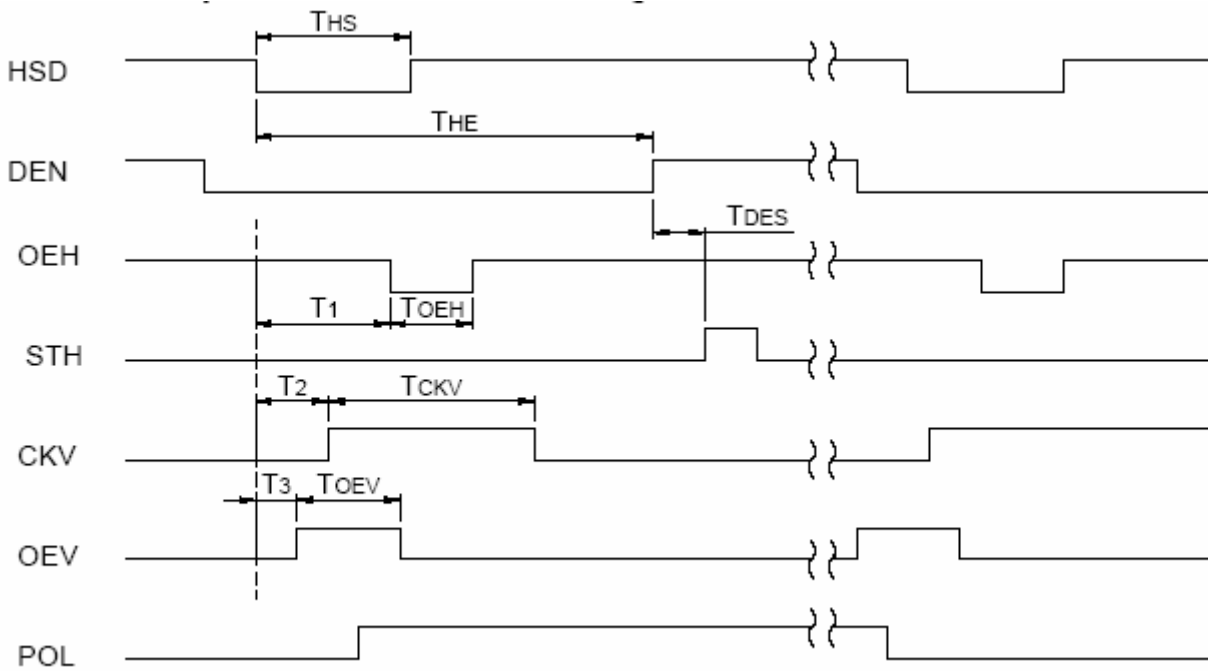 THS
HSD
THE
DEN
TDES
OEH
T1 TOEH
STH
T2 TCKV
CKV
T3 TOEV
OEV
POL